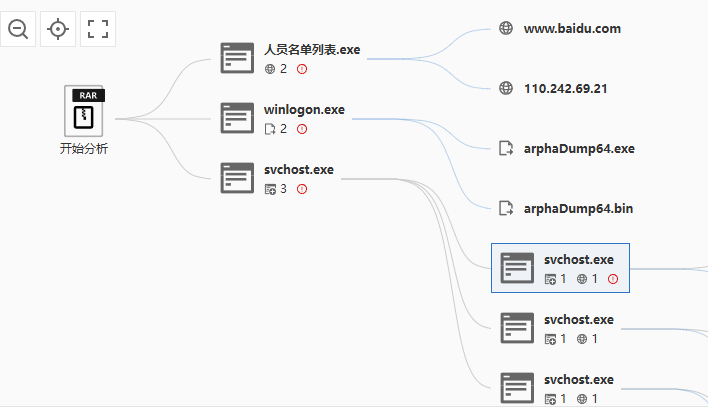 人员名单列表.exe
2
www.baidu.com
110.242.69.21
RAR
开始分析
winlogon.exe
2
arphaDump64.exe
arphaDump64.bin
svchost.exe
3
svchost.exe
1 1
svchost.exe
1 1
svchost.exe
1 1